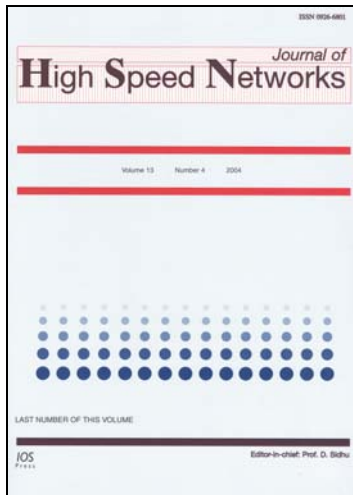 ISSN 0926-6801
Journal of
High Speed Networks
Volume 13 Number 4 2004
LAST NUMBER OF THIS VOLUME
Editor-in-chief: Prof. D. Sidhu
IOS
Press